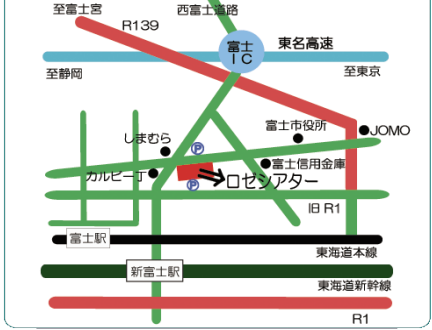 至富士宮
西富士道路
R139
富士
IC
東名高速
至静岡
至東京
しまむら
P
富士市役所
JOMO
カルビー丁
富士信用金庫
P
ロゼシアター
旧 R1
富士駅
東海道本線
新富士駅
東海道新幹線
R1